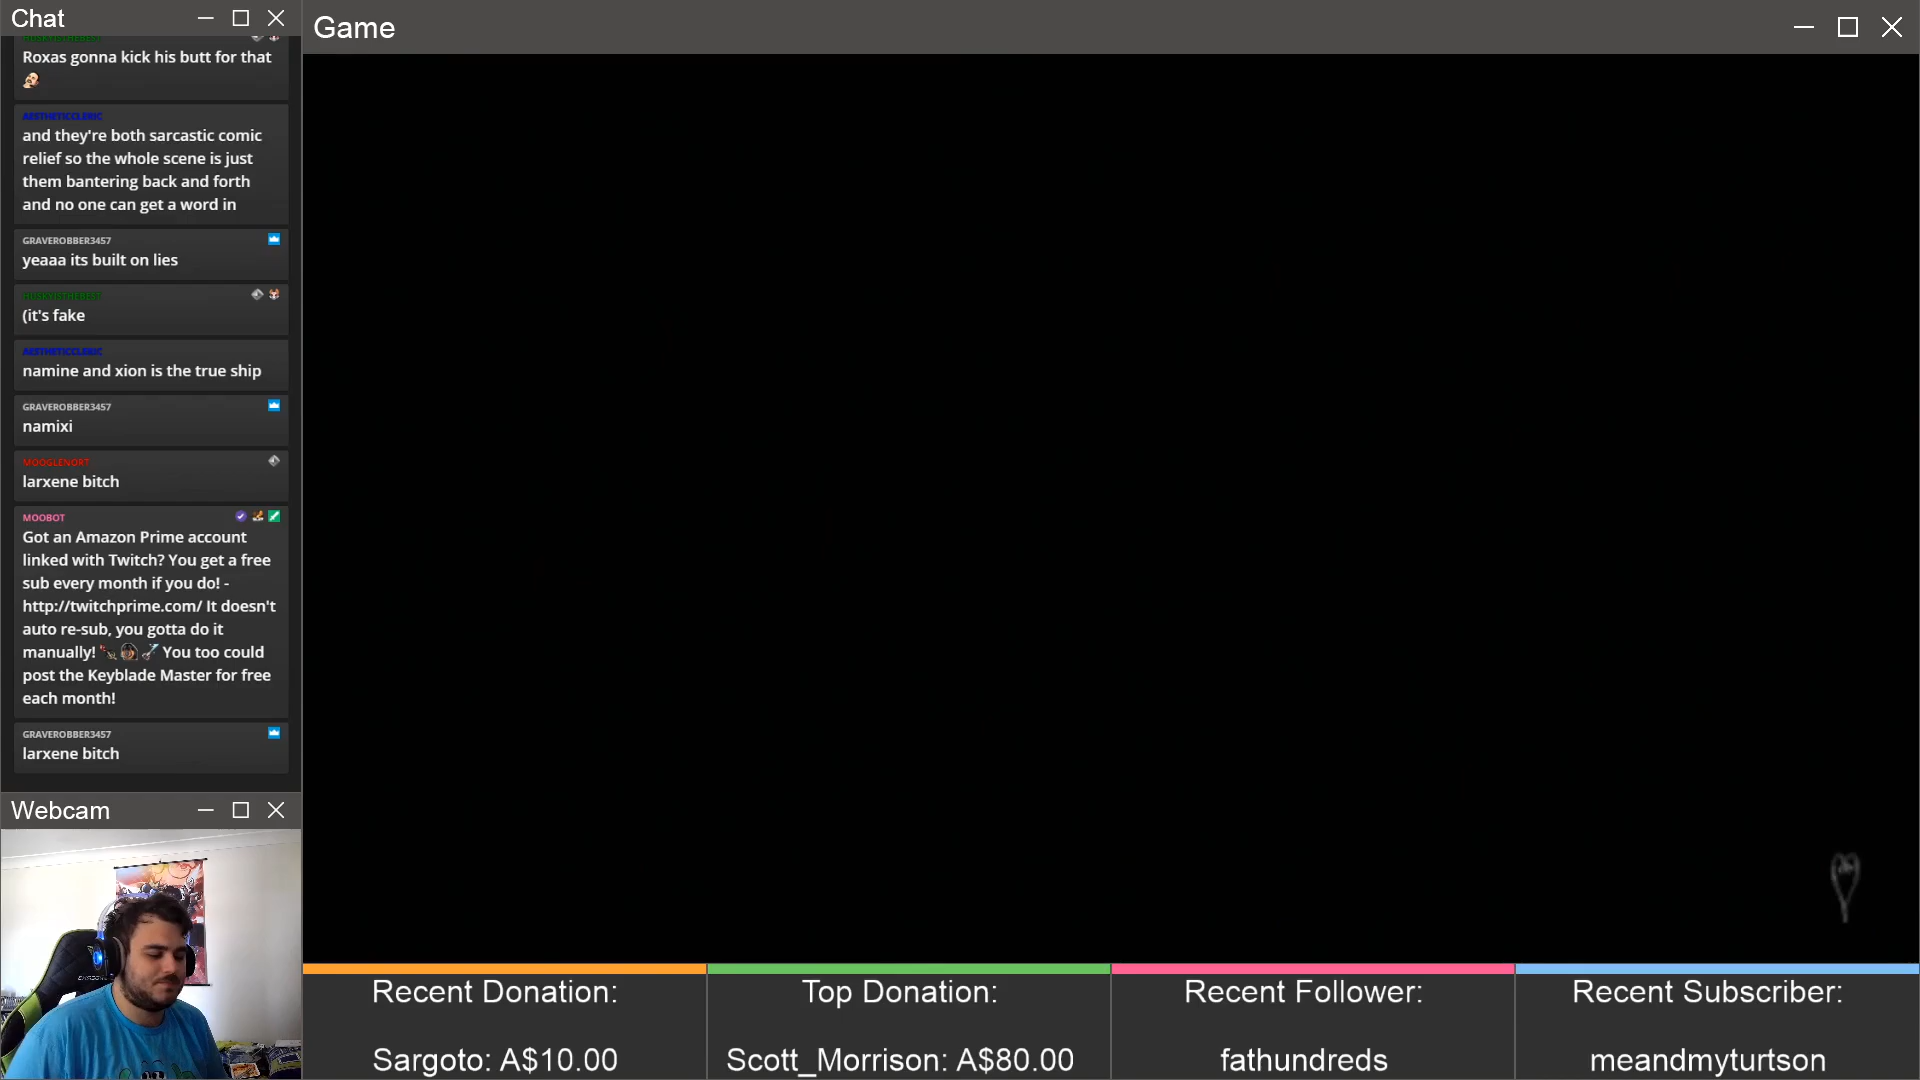 Chat
HUSKYISTHEBEST
Roxas gonna kick his butt for that
AESTHETICCLERIC
and they're both sarcastic comic
relief so the whole scene is just
them bantering back and forth
and no one can get a word in
GRAVEROBBER3457
yeaaa its built on lies
HUSKYISTHEBEST
(it's fake
AESTHETICCLERIC
namine and xion is the true ship
GRAVEROBBER3457
namixi
MOOGLENORT
larxene bitch
MOOBOT
Got an Amazon Prime account
linked with Twitch? You get a free
sub every month if you do! -
http://twitchprime.com/ It doesn't
auto re-sub, you gotta do it
manually! You too could
post the Keyblade Master for free
each month!
GRAVEROBBER3457
larxene bitch
Webcam
Game
Recent Donation:
Sargoto: A$10.00
Top Donation:
Scott_Morrison: A$80.00
Recent Follower:
fathundreds
Recent Subscriber:
meandmyturtson